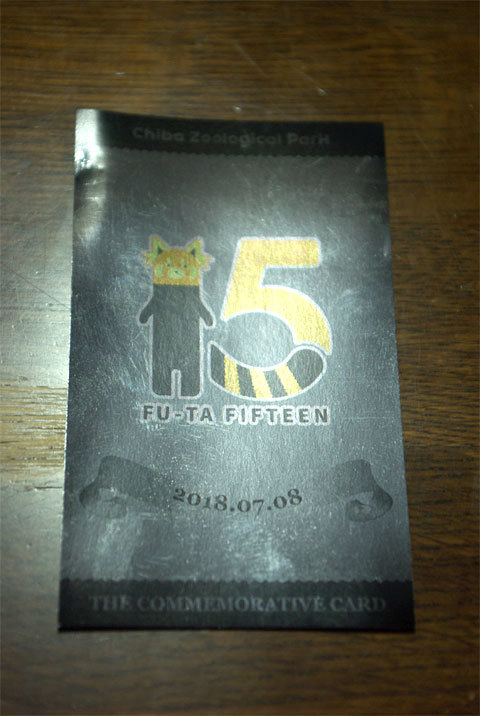 Chiba Zoological Park
15
FU-TA FIFTEEN
2018.07.08
THE COMMEMORATIVE CARD